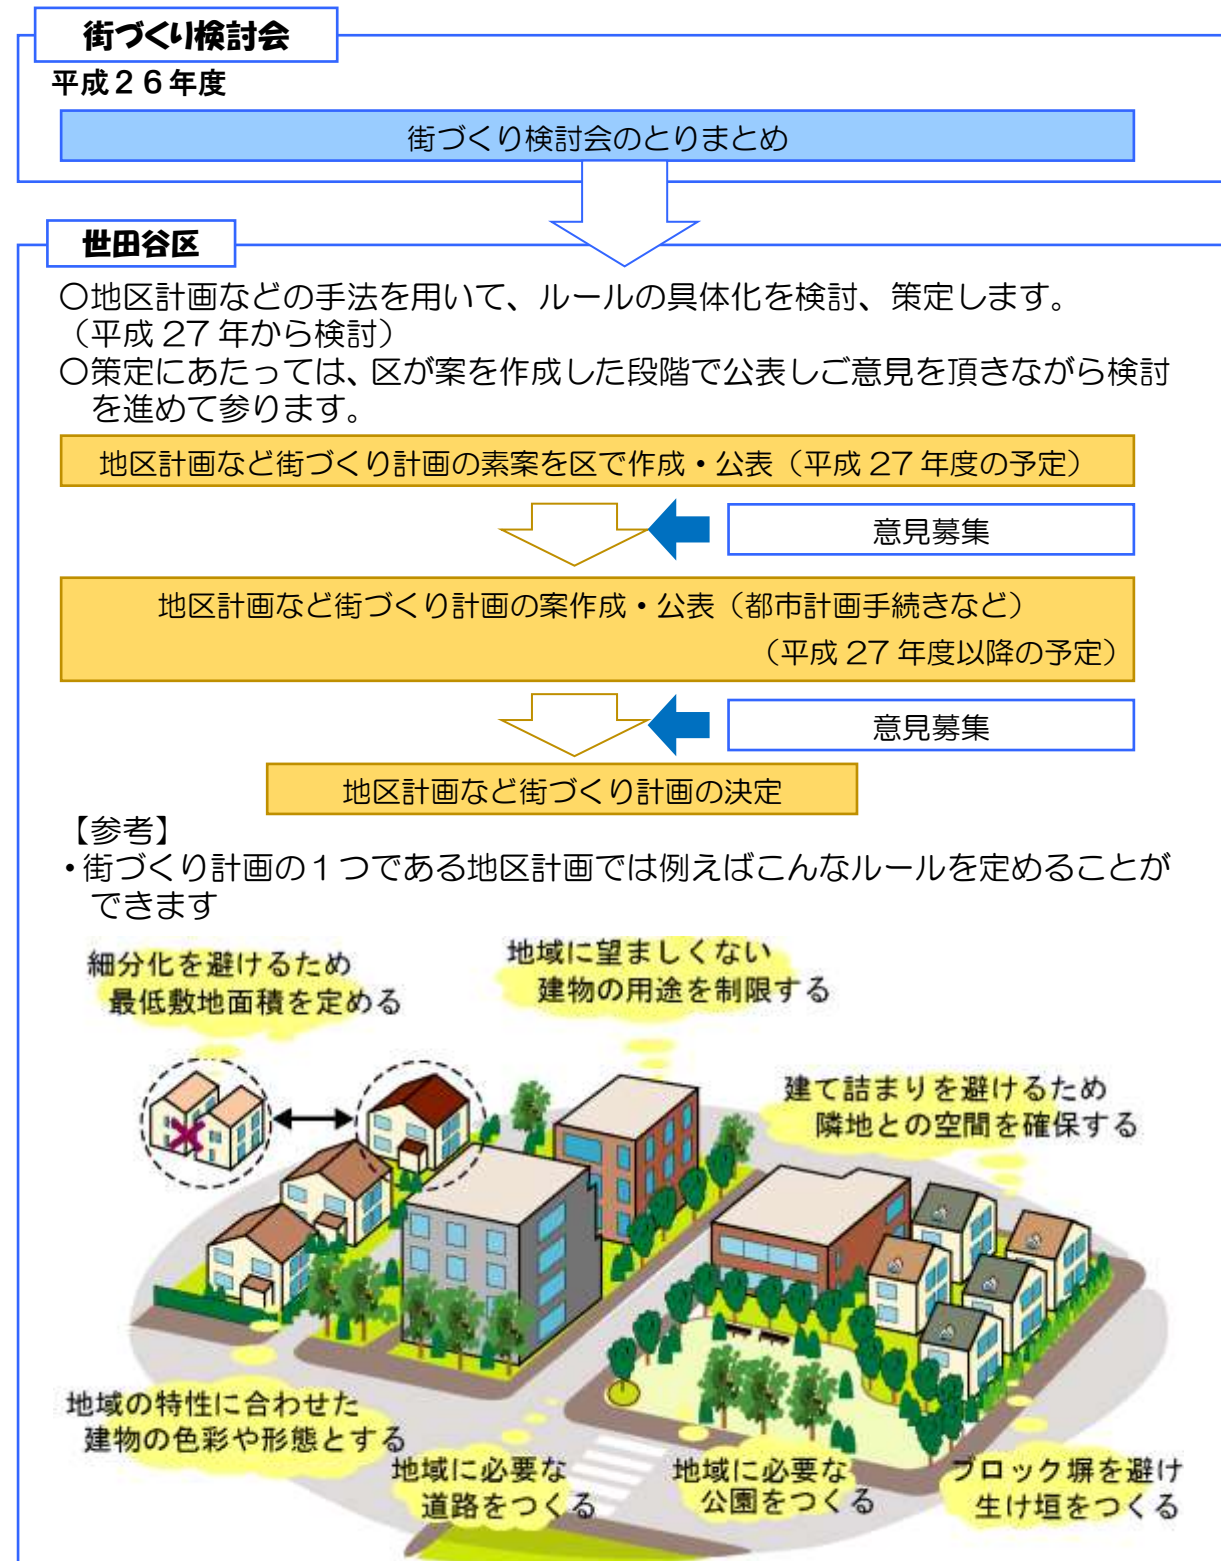 街づくり検討会
平成２６年度
街づくり検討会のとりまとめ
世田谷区
〇地区計画などの手法を用いて、ルールの具体化を検討、策定します。
（平成 27 年から検討）
〇策定にあたっては、区が案を作成した段階で公表しご意見を頂きながら検討
を進めて参ります。
地区計画など街づくり計画の素案を区で作成・公表（平成 27 年度の予定）
意見募集
地区計画など街づくり計画の案作成・公表（都市計画手続きなど）
（平成 27 年度以降の予定）
意見募集
地区計画など街づくり計画の決定
【参考】
・街づくり計画の１つである地区計画では例えばこんなルールを定めることが
できます
細分化を避けるため
最低敷地面積を定める
地域に望ましくない
建物の用途を制限する
建て詰まりを避けるため
隣地との空間を確保する
地域の特性に合わせた
建物の色彩や形態とする
地域に必要な
道路をつくる
地域に必要な
公園をつくる
ブロック塀を避け
生け垣をつくる